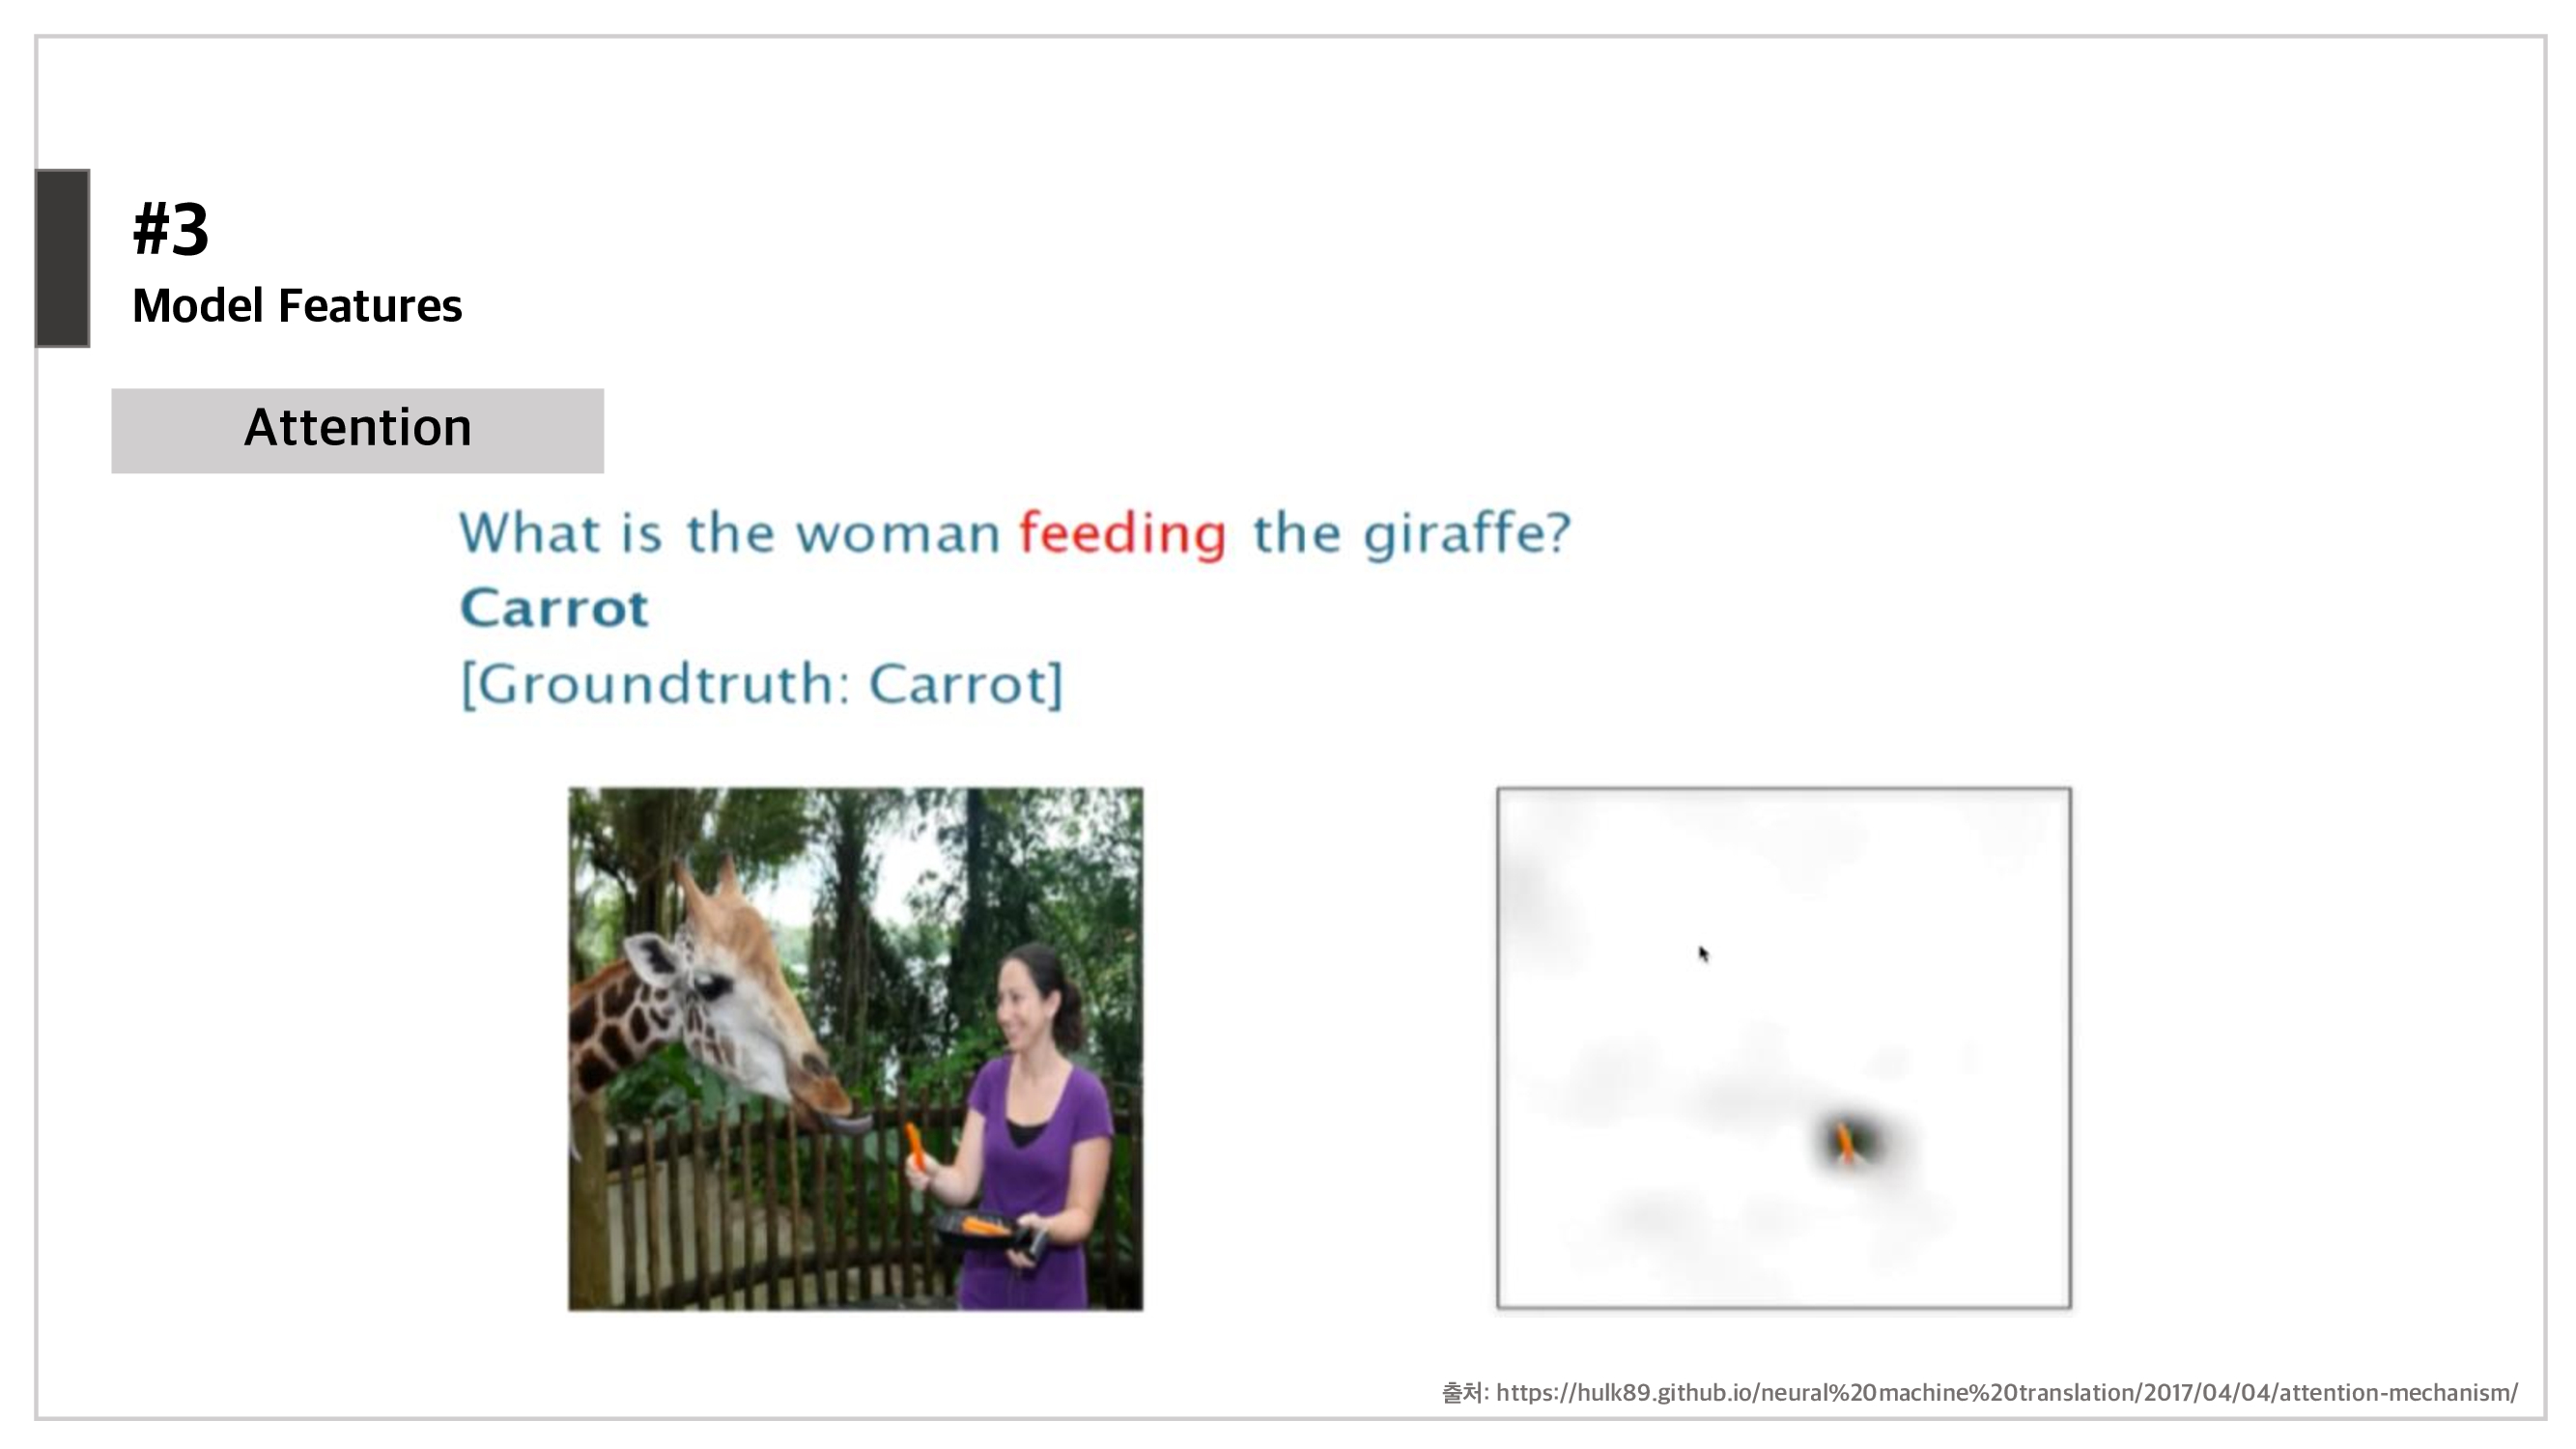 #3
Model Features
Attention
What is the woman feeding the giraffe?
Carrot
[Groundtruth: Carrot]
출처: https://hulk89.github.io/neural%20machine%20translation/2017/04/04/attention-mechanism/